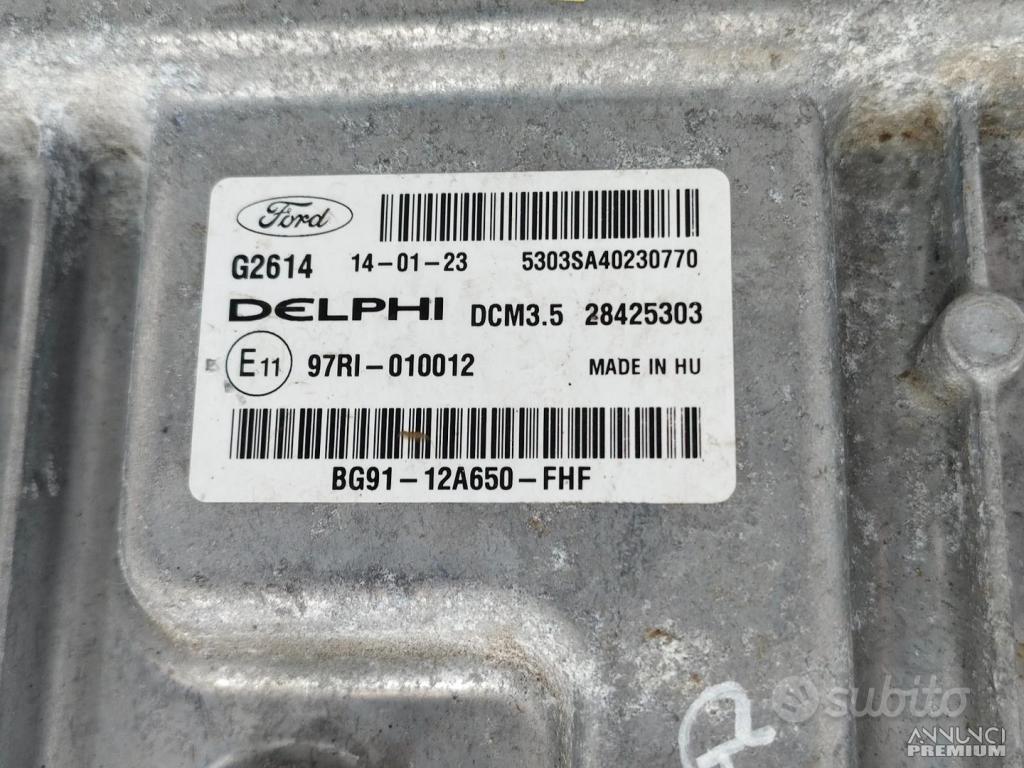 Ford
G2614 14-01-23 5303SA40230770
DELPHI DCM3.5 28425303
E11 97RI-010012 MADE IN HU
BG91-12A650-FHF
2
subito
ANNUNCI
PREMIUM